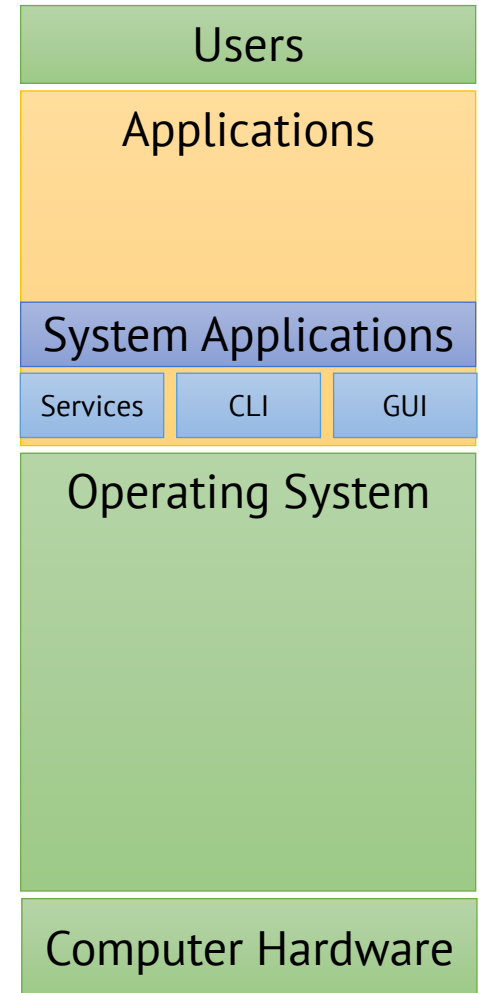 Users
Applications
System Applications
Services CLI GUI
Operating System
Computer Hardware